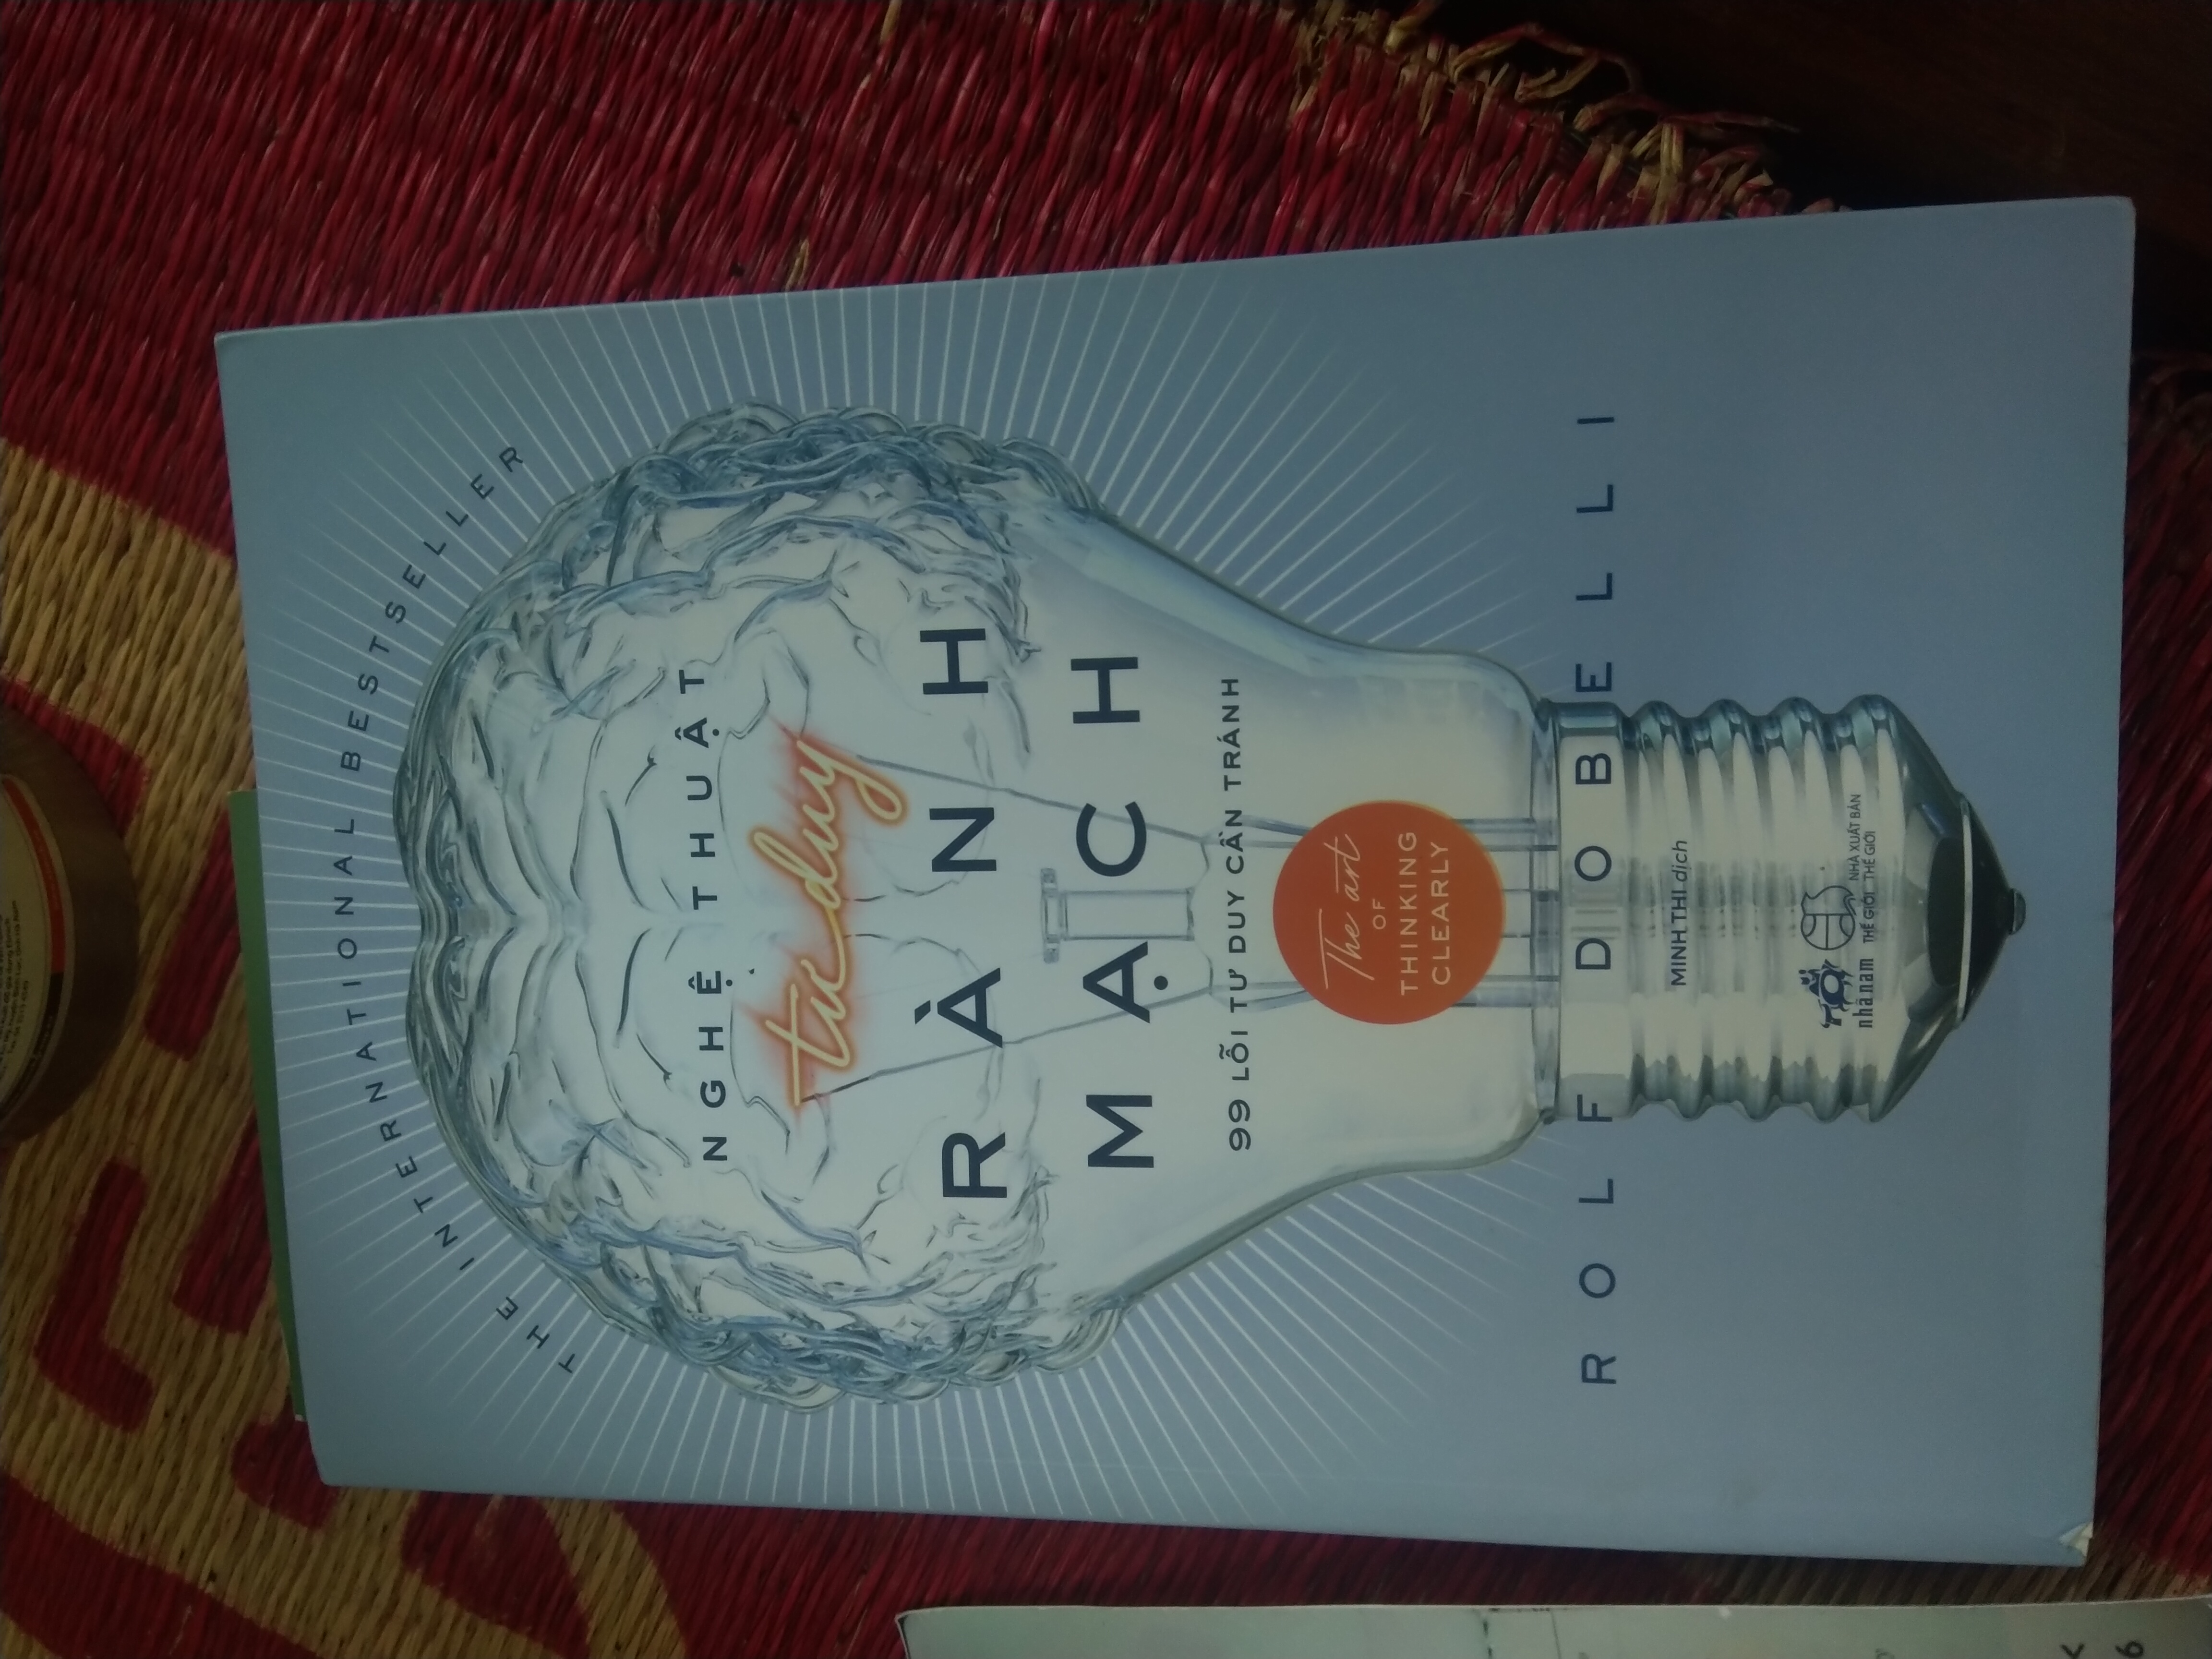 THE INTERNATIONAL BESTSELLER
NGHỆ THUẬT
tư duy
RÀNH
MẠCH
99 LỖI TƯ DUY CẦN TRÁNH
The art
OF
THINKING
CLEARLY
ROLF DOBELLI
MINH THI dịch
nhã nam
THẾ GIỚI
NHÀ XUẤT BẢN
THẾ GIỚI
6